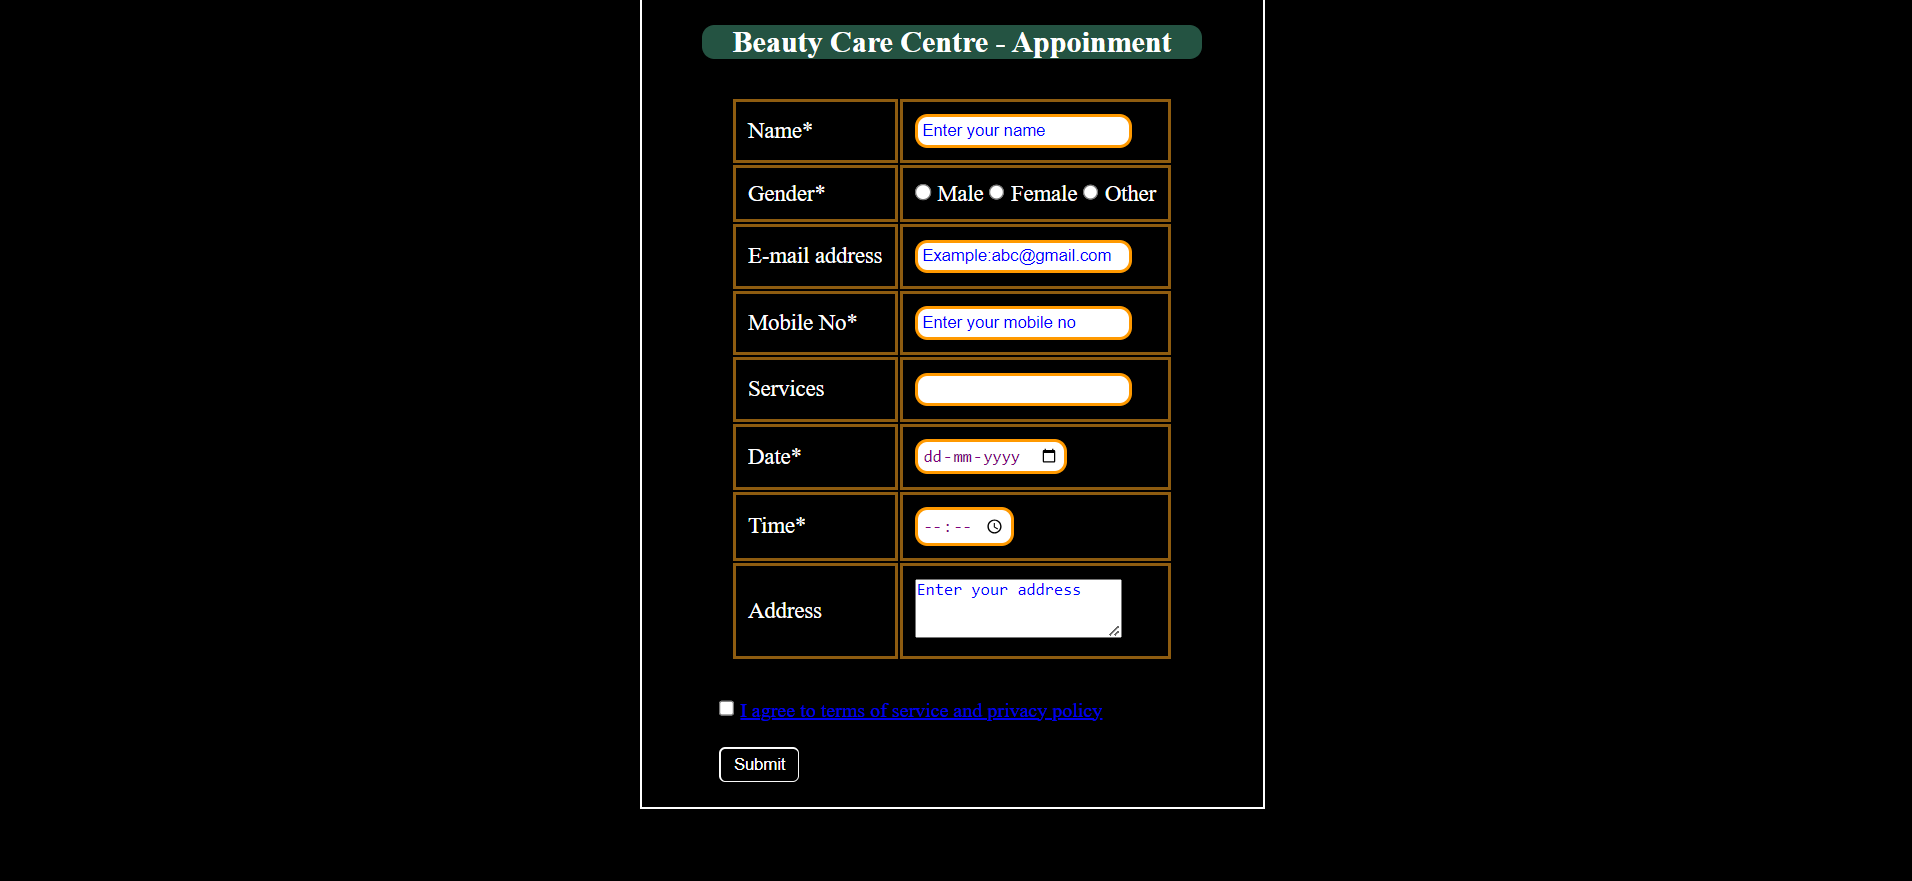 Beauty Care Centre - Appoinment
Name* Enter your name
Gender* Male Female Other
E-mail address Example:abc@gmail.com
Mobile No* Enter your mobile no
Services
Date* dd-mm-yyyy
Time* --:--
Address Enter your address
I agree to terms of service and privacy policy
Submit